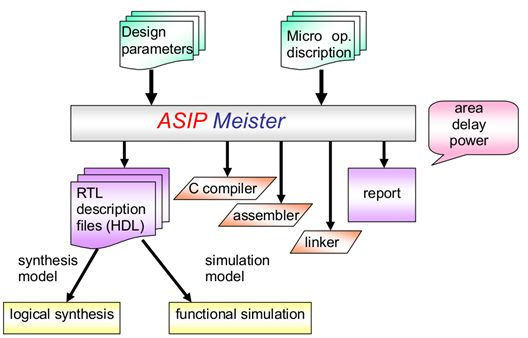 Design
parameters
Micro op.
discription
ASIP Meister
area
delay
power
C compiler
assembler
linker
report
RTL
description
files (HDL)
synthesis
model
simulation
model
logical synthesis
functional simulation